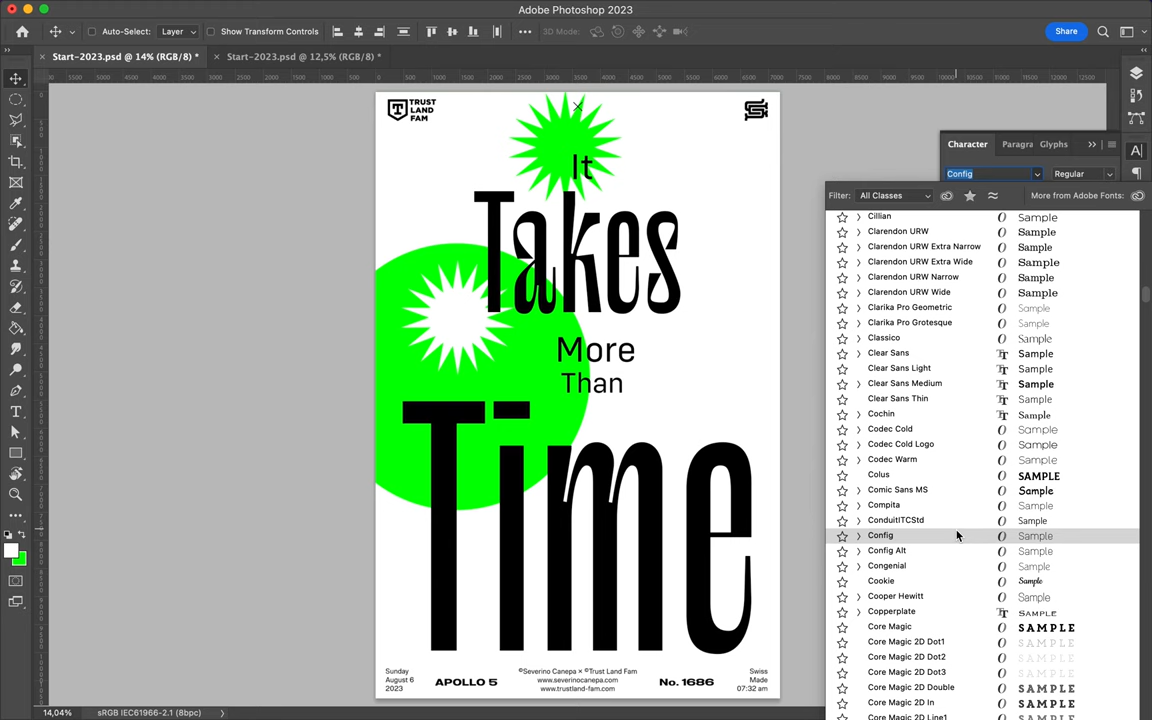 Adobe Photoshop 2023
Auto-Select:
Layer
Show Transform Controls
3D Mode:
Share
Start-2023.psd @ 14% (RGB/8) *
Start-2023.psd @ 12,5% (RGB/8) *
TRUST
LAND
FAM
It
Takes
More
Than
Time
Sunday
August 6
2023
APOLLO 5
©Severino Canepa × ©Trust Land Fam
www.severinocanepa.com
www.trustland-fam.com
No. 1686
Swiss
Made
07:32 am
Character
Paragra
Glyphs
Config
Regular
Filter:
All Classes
More from Adobe Fonts:
Cillian Sample
Clarendon URW Sample
Clarendon URW Extra Narrow Sample
Clarendon URW Extra Wide Sample
Clarendon URW Narrow Sample
Clarendon URW Wide Sample
Clarika Pro Geometric Sample
Clarika Pro Grotesque Sample
Classico Sample
Clear Sans Sample
Clear Sans Light Sample
Clear Sans Medium Sample
Clear Sans Thin Sample
Cochin Sample
Codec Cold Sample
Codec Cold Logo Sample
Codec Warm Sample
Colus SAMPLE
Comic Sans MS Sample
Compita Sample
ConduitITCStd Sample
Config Sample
Config Alt Sample
Congenial Sample
Cookie Sample
Cooper Hewitt Sample
Copperplate SAMPLE
Core Magic SAMPLE
Core Magic 2D Dot1 SAMPLE
Core Magic 2D Dot2 SAMPLE
Core Magic 2D Dot3 SAMPLE
Core Magic 2D Double SAMPLE
Core Magic 2D In SAMPLE
Core Magic 2D Line1 SAMPLE
14,04%
sRGB IEC61966-2.1 (8bpc)